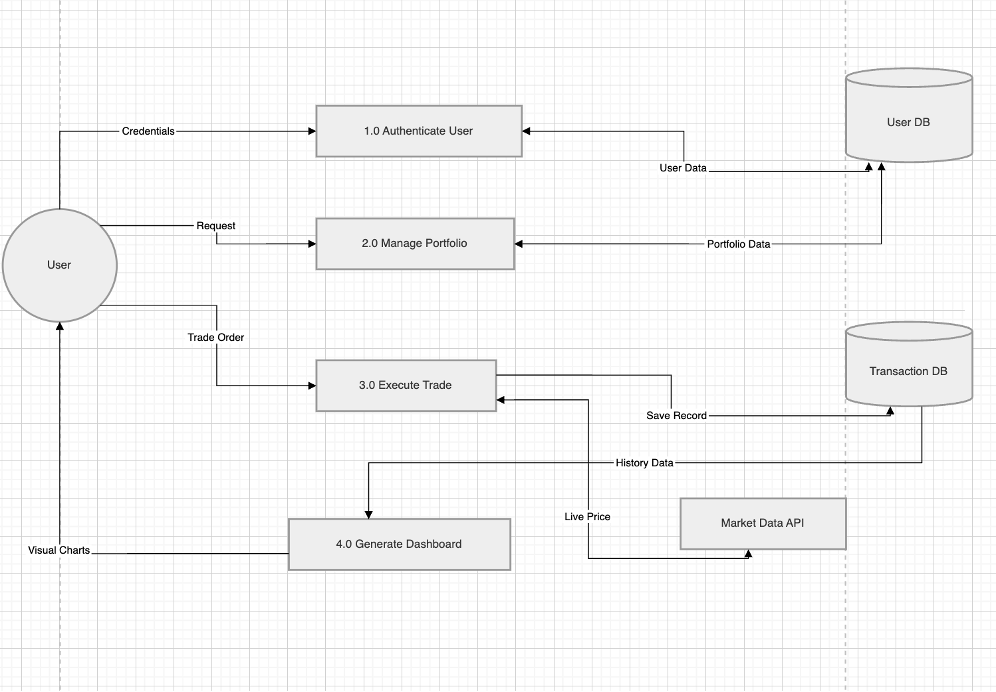 User DB
Credentials
1.0 Authenticate User
User Data
Request
2.0 Manage Portfolio
Portfolio Data
User
Trade Order
Transaction DB
3.0 Execute Trade
Save Record
History Data
Live Price
Market Data API
4.0 Generate Dashboard
Visual Charts